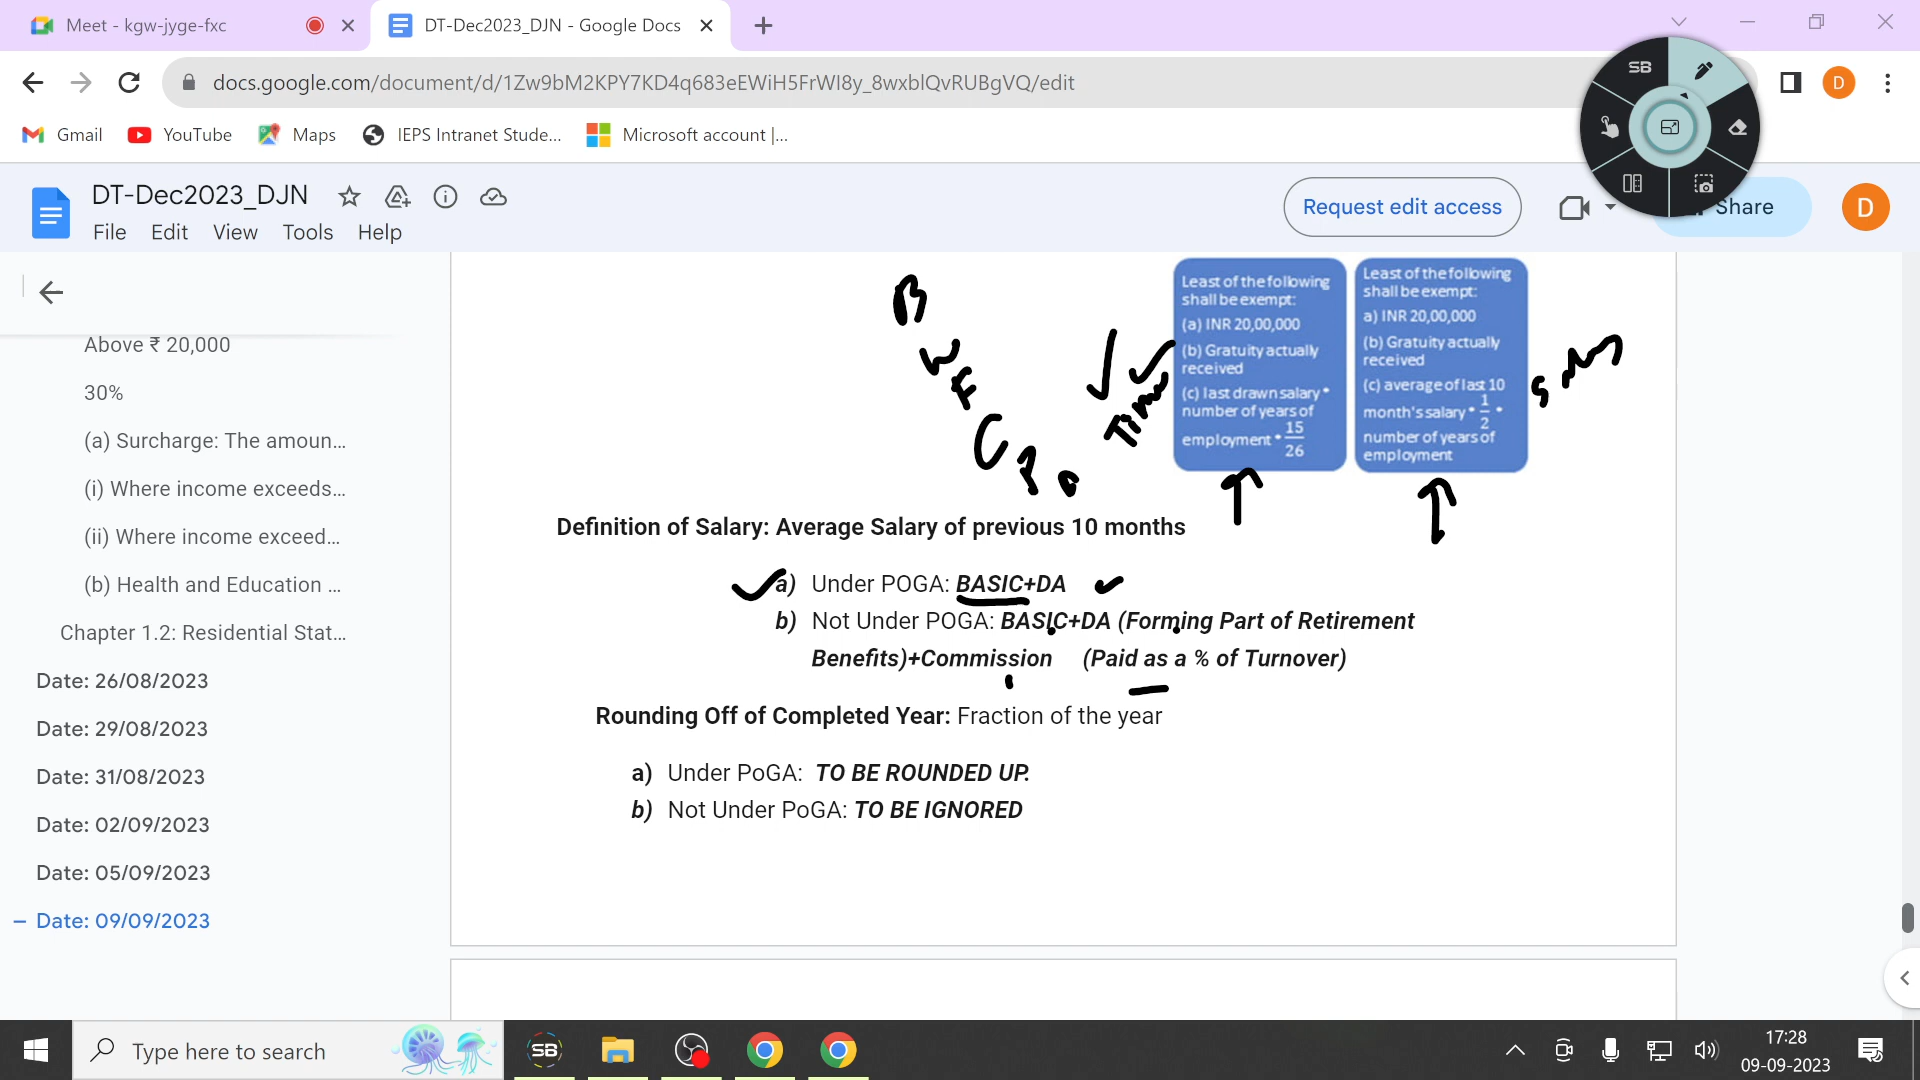 Meet - kgw-jyge-fxc
DT-Dec2023_DJN - Google Docs
docs.google.com/document/d/1Zw9bM2KPY7KD4q683eEWiH5FrWI8y_8wxblQvRUBgVQ/edit
SB
D
Gmail
YouTube
Maps
IEPS Intranet Stude...
Microsoft account |...
DT-Dec2023_DJN
File Edit View Tools Help
Request edit access
Share
D
Above ₹ 20,000
30%
(a) Surcharge: The amoun...
(i) Where income exceeds...
(ii) Where income exceed...
(b) Health and Education ...
Chapter 1.2: Residential Stat...
Date: 26/08/2023
Date: 29/08/2023
Date: 31/08/2023
Date: 02/09/2023
Date: 05/09/2023
Date: 09/09/2023
B
C
Least of the following
shall be exempt:
(a) INR 20,00,000
(b) Gratuity actually
received
(c) last drawn salary *
number of years of
employment * 15/26
Least of the following
shall be exempt:
a) INR 20,00,000
(b) Gratuity actually
received
(c) average of last 10
month's salary * 1/2 *
number of years of
employment
Definition of Salary: Average Salary of previous 10 months
a) Under POGA: BASIC+DA
b) Not Under POGA: BASIC+DA (Forming Part of Retirement
Benefits)+Commission (Paid as a % of Turnover)
Rounding Off of Completed Year: Fraction of the year
a) Under PoGA: TO BE ROUNDED UP.
b) Not Under PoGA: TO BE IGNORED
Type here to search
SB
17:28
09-09-2023